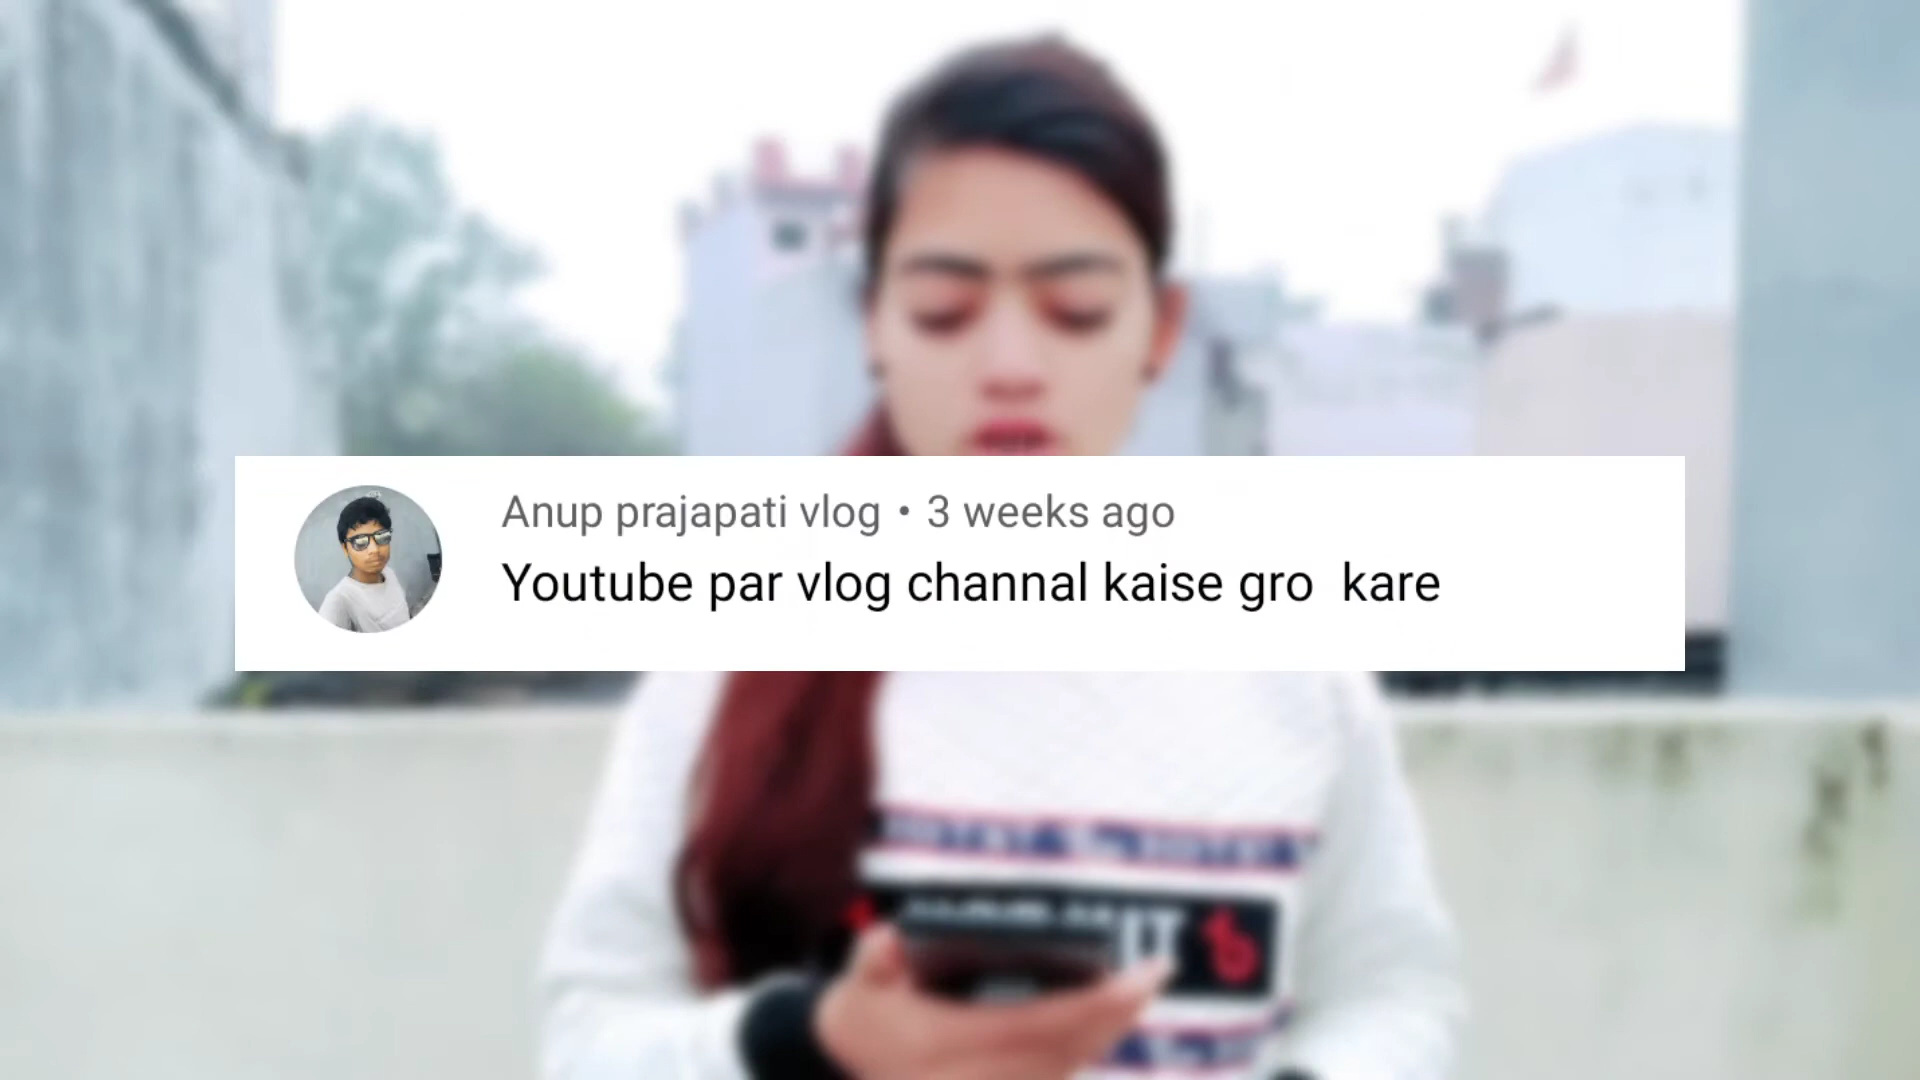 Anup prajapati vlog • 3 weeks ago
Youtube par vlog channal kaise gro  kare